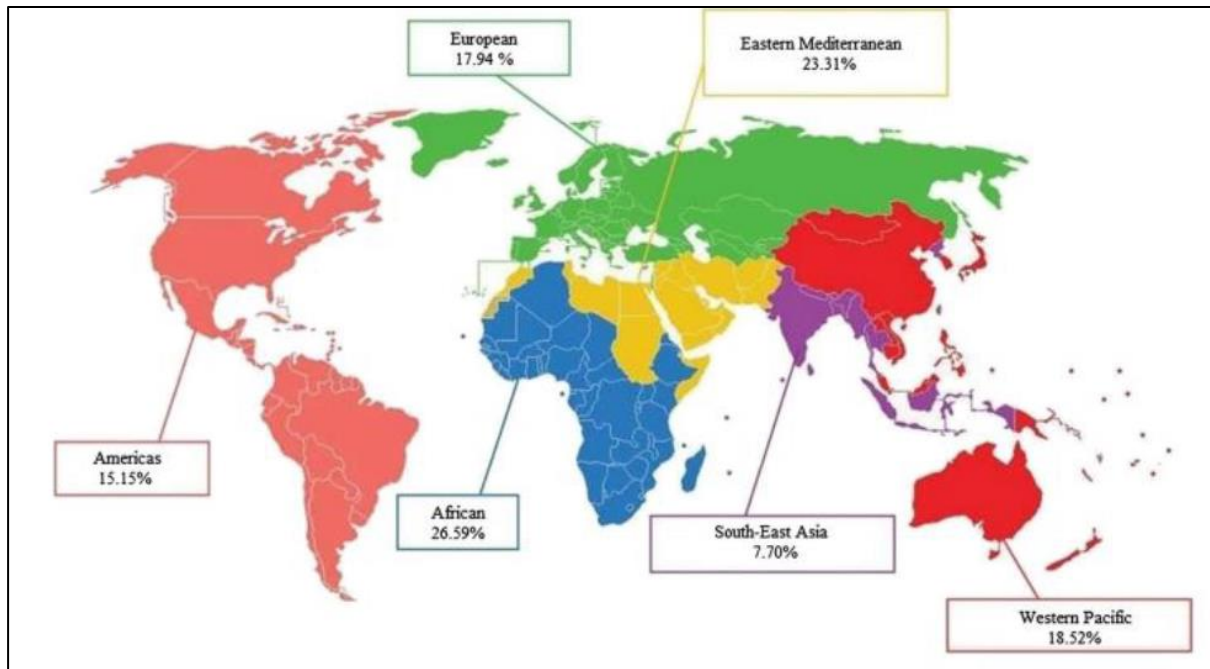 European
17.94 %
Eastern Mediterranean
23.31%
Americas
15.15%
African
26.59%
South-East Asia
7.70%
Western Pacific
18.52%